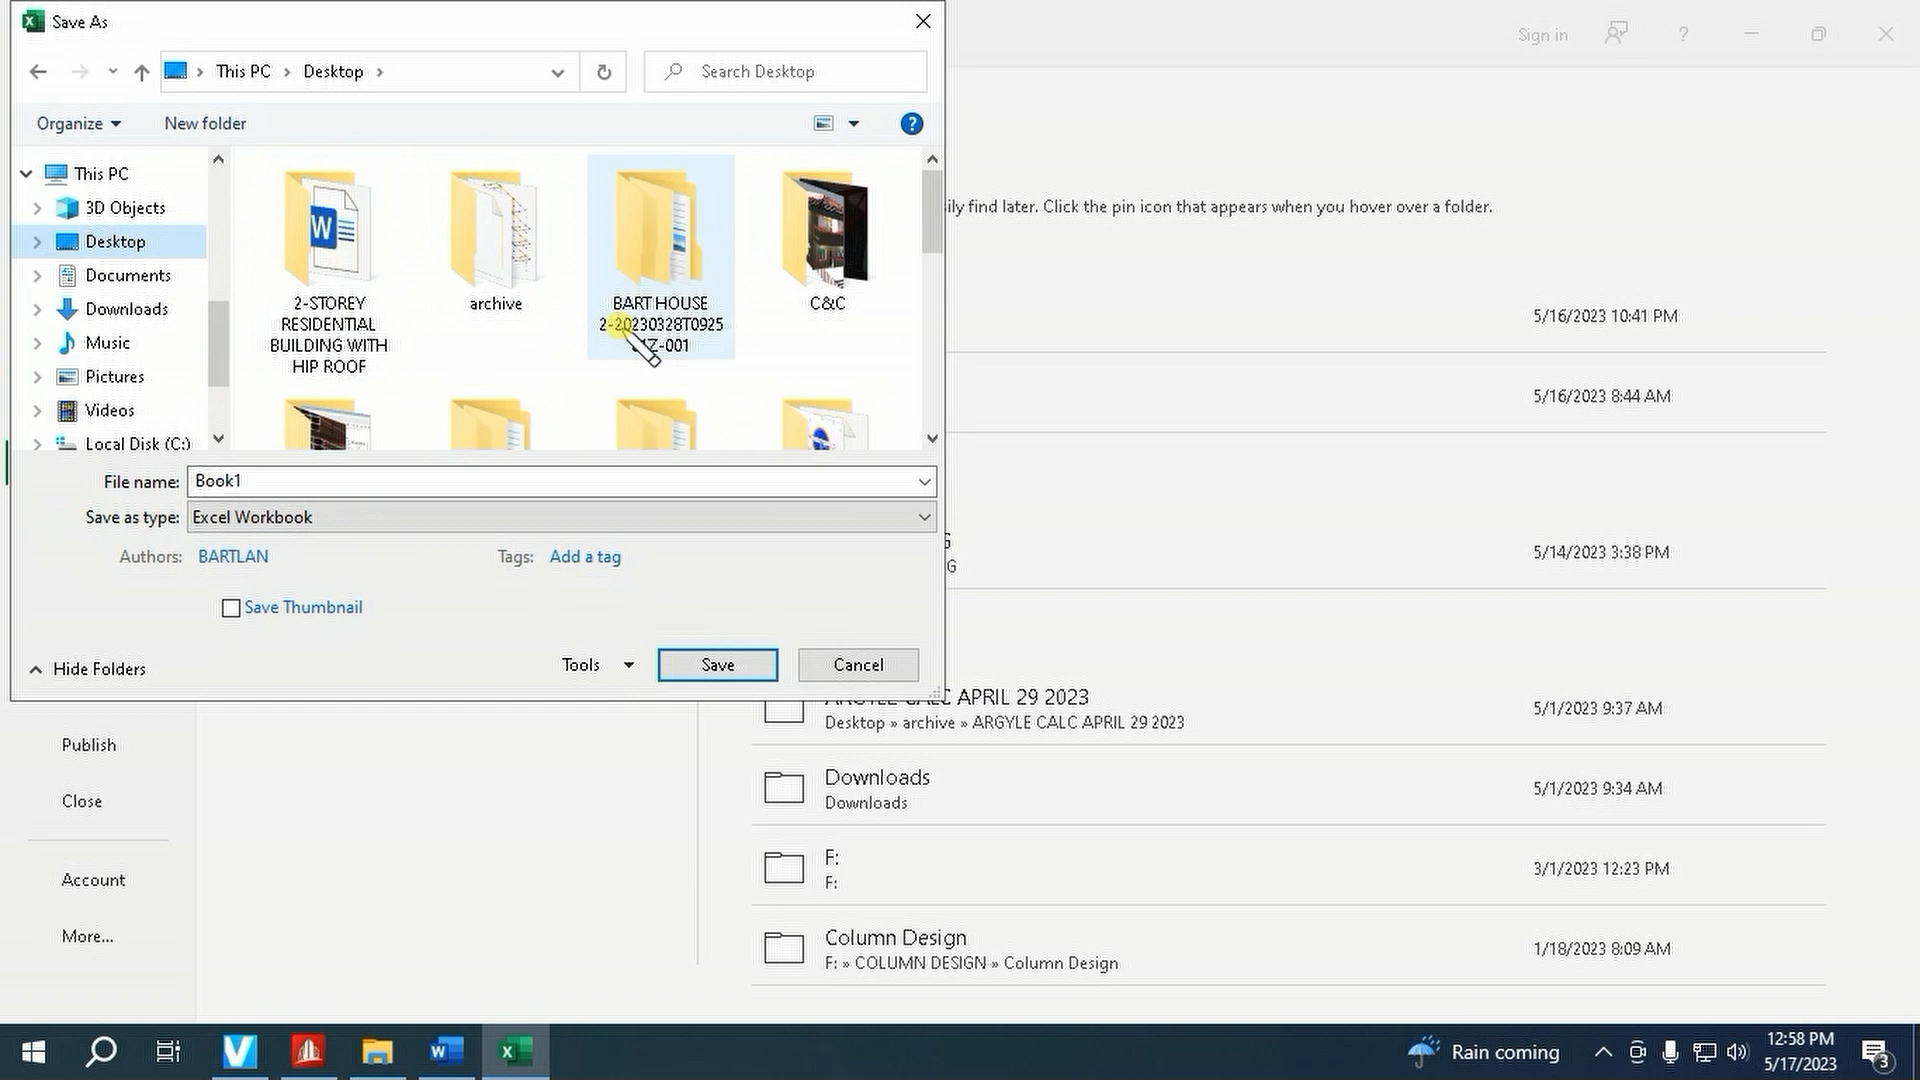 Save As
Sign in
?
This PC
Desktop
Search Desktop
Organize
New folder
?
This PC
3D Objects
Desktop
Documents
Downloads
Music
Pictures
Videos
Local Disk (C:)
2-STOREY
RESIDENTIAL
BUILDING WITH
HIP ROOF
archive
BART HOUSE
2-20230328T0925
Z-001
C&C
ily find later. Click the pin icon that appears when you hover over a folder.
5/16/2023 10:41 PM
5/16/2023 8:44 AM
File name: Book1
Save as type: Excel Workbook
Authors: BARTLAN
Tags: Add a tag
G
G
5/14/2023 3:38 PM
Save Thumbnail
Hide Folders
Tools
Save
Cancel
ARGYLE CALC APRIL 29 2023
Desktop » archive » ARGYLE CALC APRIL 29 2023
5/1/2023 9:37 AM
Publish
Downloads
Downloads
5/1/2023 9:34 AM
Close
F:
F:
3/1/2023 12:23 PM
Account
More...
Column Design
F: » COLUMN DESIGN » Column Design
1/18/2023 8:09 AM
Rain coming
12:58 PM
5/17/2023
3